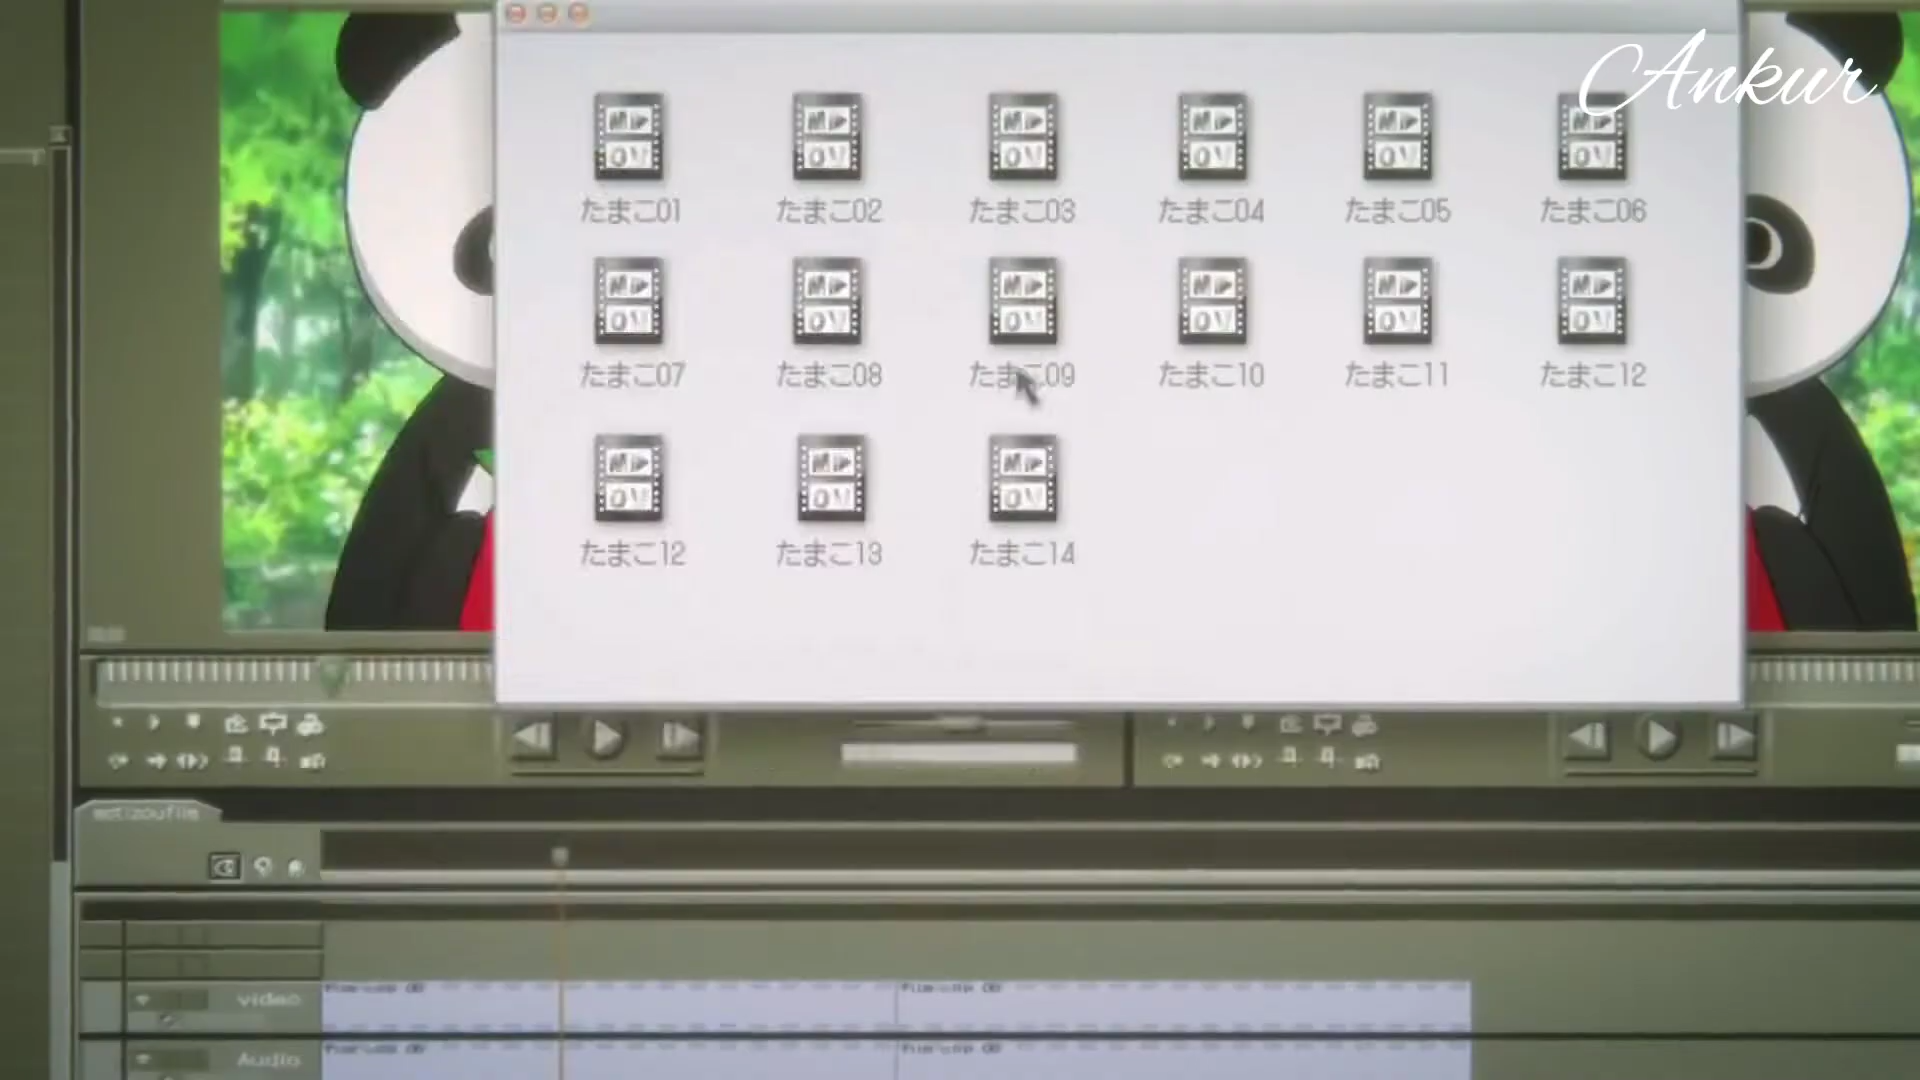 Ankur
たまこ01 たまこ02 たまこ03 たまこ04 たまこ05 たまこ06
たまこ07 たまこ08 たまこ09 たまこ10 たまこ11 たまこ12
たまこ12 たまこ13 たまこ14
video
Audio